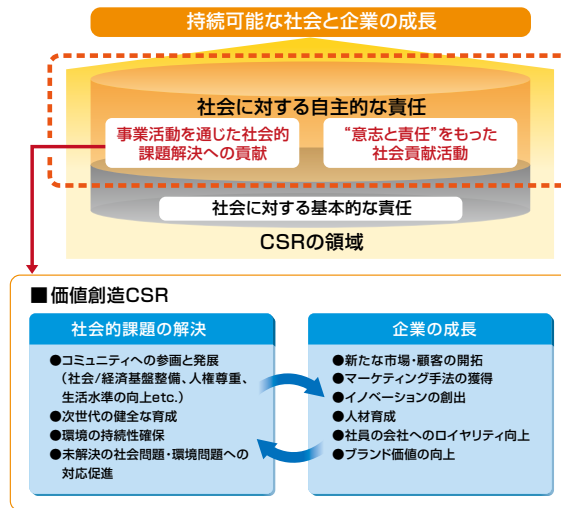 持続可能な社会と企業の成長
社会に対する自主的な責任
事業活動を通じた社会的
課題解決への貢献
“意志と責任”をもった
社会貢献活動
社会に対する基本的な責任
CSRの領域
■価値創造CSR
社会的課題の解決
●コミュニティへの参画と発展
（社会/経済基盤整備、人権尊重、
生活水準の向上etc.）
●次世代の健全な育成
●環境の持続性確保
●未解決の社会問題・環境問題への
対応促進
企業の成長
●新たな市場・顧客の開拓
●マーケティング手法の獲得
●イノベーションの創出
●人材育成
●社員の会社へのロイヤリティ向上
●ブランド価値の向上